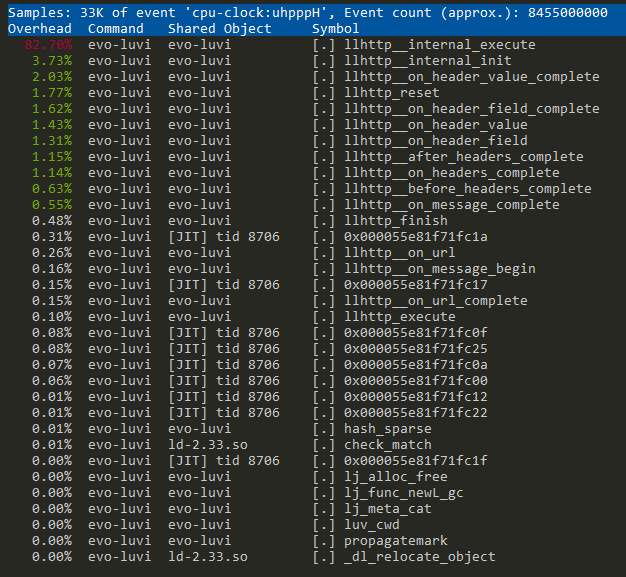 Samples: 33K of event 'cpu-clock:uhpppH', Event count (approx.): 8455000000
Overhead  Command   Shared Object     Symbol
82.70%  evo-luvi  evo-luvi          [.] llhttp__internal_execute
3.73%  evo-luvi  evo-luvi          [.] llhttp__internal_init
2.03%  evo-luvi  evo-luvi          [.] llhttp__on_header_value_complete
1.77%  evo-luvi  evo-luvi          [.] llhttp_reset
1.62%  evo-luvi  evo-luvi          [.] llhttp__on_header_field_complete
1.43%  evo-luvi  evo-luvi          [.] llhttp__on_header_value
1.31%  evo-luvi  evo-luvi          [.] llhttp__on_header_field
1.15%  evo-luvi  evo-luvi          [.] llhttp__after_headers_complete
1.14%  evo-luvi  evo-luvi          [.] llhttp__on_headers_complete
0.63%  evo-luvi  evo-luvi          [.] llhttp__before_headers_complete
0.55%  evo-luvi  evo-luvi          [.] llhttp__on_message_complete
0.48%  evo-luvi  evo-luvi          [.] llhttp_finish
0.31%  evo-luvi  [JIT] tid 8706    [.] 0x000055e81f71fc1a
0.26%  evo-luvi  evo-luvi          [.] llhttp__on_url
0.16%  evo-luvi  evo-luvi          [.] llhttp__on_message_begin
0.15%  evo-luvi  [JIT] tid 8706    [.] 0x000055e81f71fc17
0.15%  evo-luvi  evo-luvi          [.] llhttp__on_url_complete
0.10%  evo-luvi  evo-luvi          [.] llhttp_execute
0.08%  evo-luvi  [JIT] tid 8706    [.] 0x000055e81f71fc0f
0.08%  evo-luvi  [JIT] tid 8706    [.] 0x000055e81f71fc25
0.07%  evo-luvi  [JIT] tid 8706    [.] 0x000055e81f71fc0a
0.06%  evo-luvi  [JIT] tid 8706    [.] 0x000055e81f71fc00
0.01%  evo-luvi  [JIT] tid 8706    [.] 0x000055e81f71fc12
0.01%  evo-luvi  [JIT] tid 8706    [.] 0x000055e81f71fc22
0.01%  evo-luvi  evo-luvi          [.] hash_sparse
0.01%  evo-luvi  ld-2.33.so        [.] check_match
0.00%  evo-luvi  [JIT] tid 8706    [.] 0x000055e81f71fc1f
0.00%  evo-luvi  evo-luvi          [.] lj_alloc_free
0.00%  evo-luvi  evo-luvi          [.] lj_func_newL_gc
0.00%  evo-luvi  evo-luvi          [.] lj_meta_cat
0.00%  evo-luvi  evo-luvi          [.] luv_cwd
0.00%  evo-luvi  evo-luvi          [.] propagatemark
0.00%  evo-luvi  ld-2.33.so        [.] _dl_relocate_object